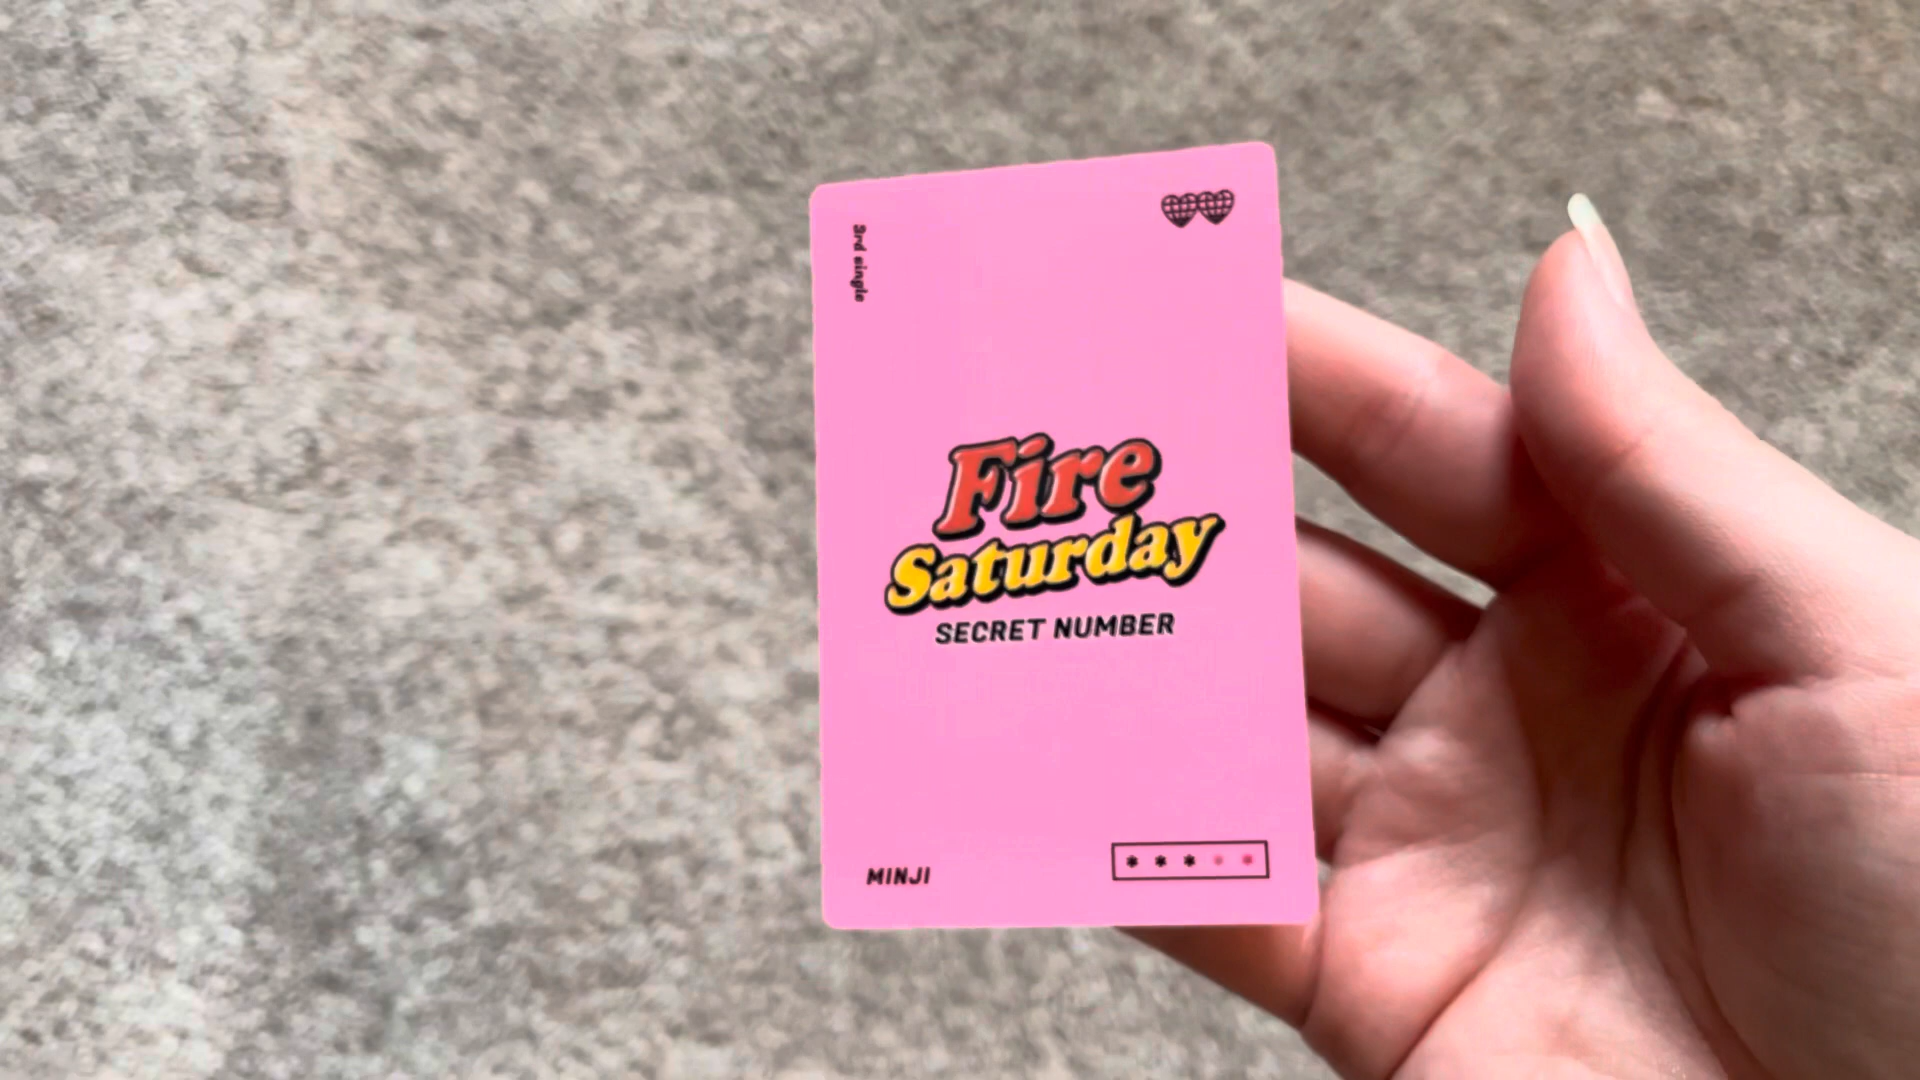 3rd single
Fire
Saturday
SECRET NUMBER
MINJI
*****